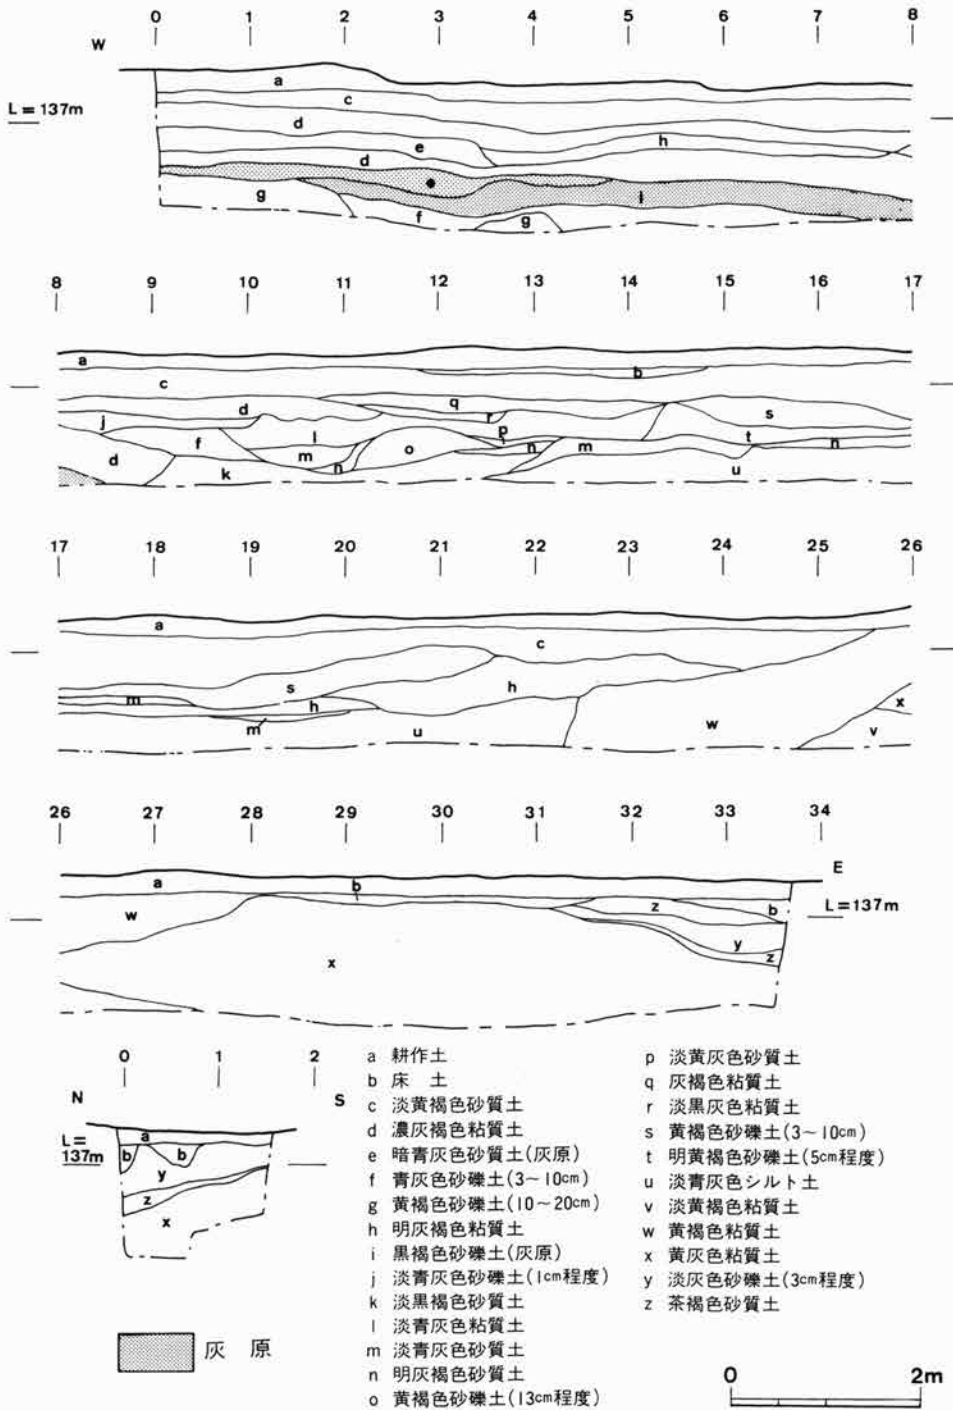 0 1 2 3 4 5 6 7 8
W
L=137m
a
c
d
e
h
d
e
i
g
f
g
8 9 10 11 12 13 14 15 16 17
a
b
c
q
d
r
s
j
p
l
f
i
t
n
m
o
n
m
d
n
k
u
17 18 19 20 21 22 23 24 25 26
a
c
s
h
m
h
x
m
u
w
v
26 27 28 29 30 31 32 33 34
E
a
b
z
b
L=137m
w
y
z
x
0 1 2
N S
L=
137m
a
b b
y
z
x
灰 原
a 耕作土
b 床 土
c 淡黄褐色砂質土
d 濃灰褐色粘質土
e 暗青灰色砂質土(灰原)
f 青灰色砂礫土(3~10cm)
g 黄褐色砂礫土(10~20cm)
h 明灰褐色粘質土
i 黒褐色砂礫土(灰原)
j 淡青灰色砂礫土(1cm程度)
k 淡黒褐色砂質土
l 淡青灰色粘質土
m 淡青灰色砂質土
n 明灰褐色砂質土
o 黄褐色砂礫土(13cm程度)
p 淡黄灰色砂質土
q 灰褐色粘質土
r 淡黒灰色粘質土
s 黄褐色砂礫土(3~10cm)
t 明黄褐色砂礫土(5cm程度)
u 淡青灰色シルト土
v 淡黄褐色粘質土
w 黄褐色粘質土
x 黄灰色粘質土
y 淡灰色砂礫土(3cm程度)
z 茶褐色砂質土
0 2m